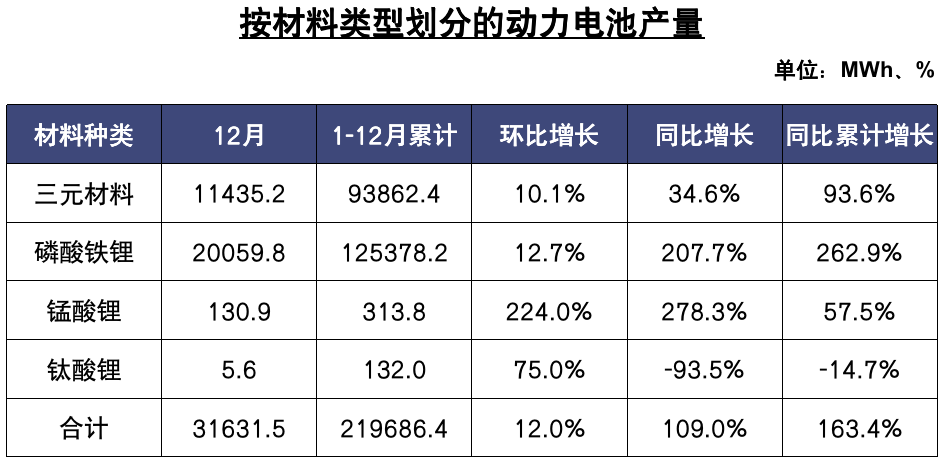 按材料类型划分的动力电池产量
单位：MWh、%
材料种类 12月 1-12月累计 环比增长 同比增长 同比累计增长
三元材料 11435.2 93862.4 10.1% 34.6% 93.6%
磷酸铁锂 20059.8 125378.2 12.7% 207.7% 262.9%
锰酸锂 130.9 313.8 224.0% 278.3% 57.5%
钛酸锂 5.6 132.0 75.0% -93.5% -14.7%
合计 31631.5 219686.4 12.0% 109.0% 163.4%